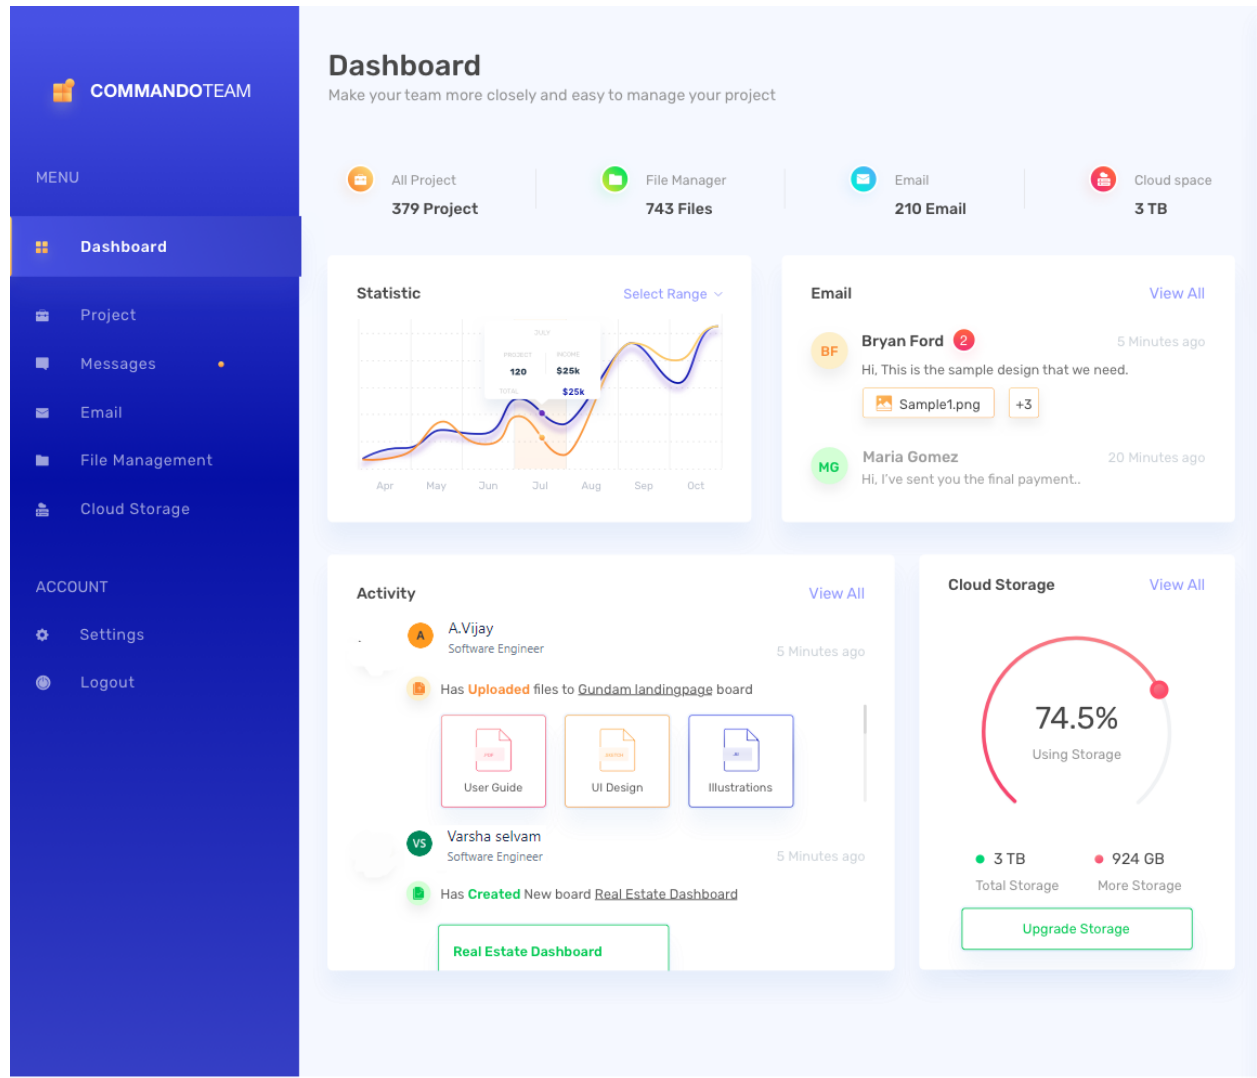 COMMANDOTEAM
MENU
Dashboard
Project
Messages
Email
File Management
Cloud Storage
ACCOUNT
Settings
Logout
Dashboard
Make your team more closely and easy to manage your project
All Project
379 Project
File Manager
743 Files
Email
210 Email
Cloud space
3 TB
Statistic
Select Range
JULY
PROJECT INCOME
120 $25k
TOTAL $25k
Apr May Jun Jul Aug Sep Oct
Email
View All
BF
Bryan Ford 2
5 Minutes ago
Hi, This is the sample design that we need.
Sample1.png +3
MG
Maria Gomez
20 Minutes ago
Hi, I've sent you the final payment..
Activity
View All
A
A.Vijay
Software Engineer
5 Minutes ago
Has Uploaded files to Gundam landingpage board
User Guide
UI Design
Illustrations
VS
Varsha selvam
Software Engineer
5 Minutes ago
Has Created New board Real Estate Dashboard
Real Estate Dashboard
Cloud Storage
View All
74.5%
Using Storage
3 TB
Total Storage
924 GB
More Storage
Upgrade Storage